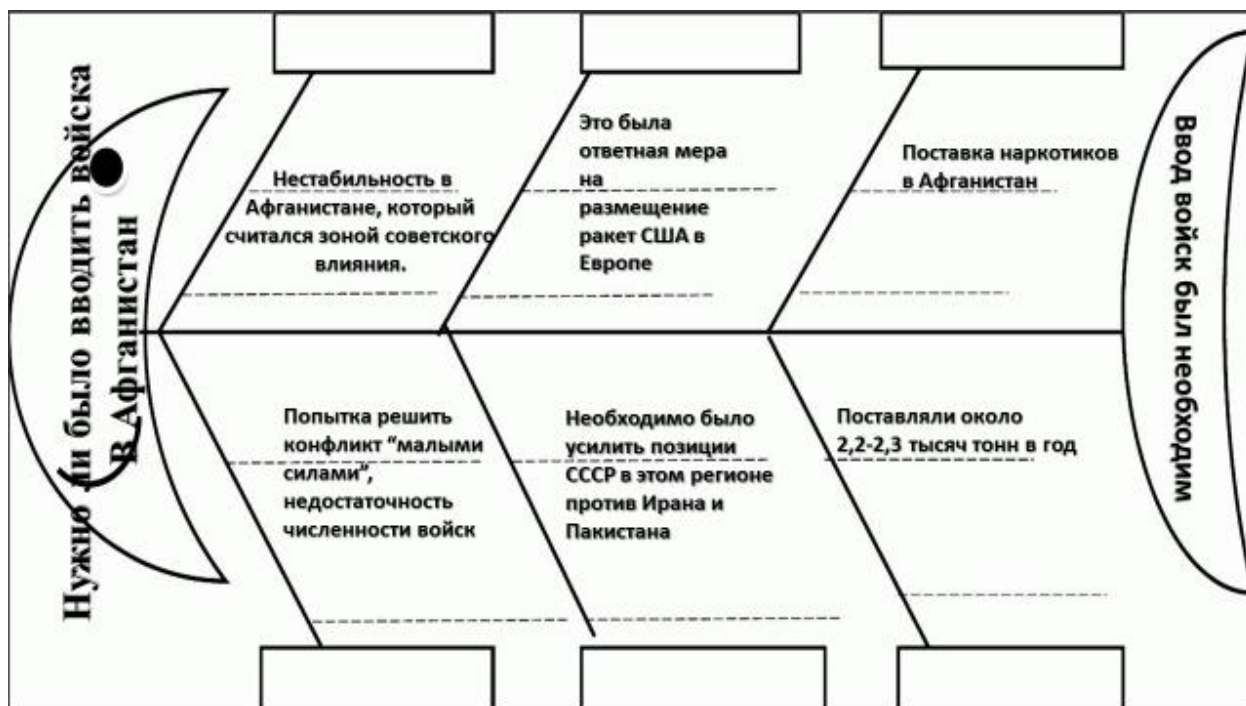 Нужно ли было вводить войска
В Афганистан
Нестабильность в
Афганистане, который
считался зоной советского
влияния.
Это была
ответная мера
на
размещение
ракет США в
Европе
Поставка наркотиков
в Афганистан
Попытка решить
конфликт “малыми
силами”,
недостаточность
численности войск
Необходимо было
усилить позиции
СССР в этом регионе
против Ирана и
Пакистана
Поставляли около
2,2-2,3 тысяч тонн в год
Ввод войск был необходим